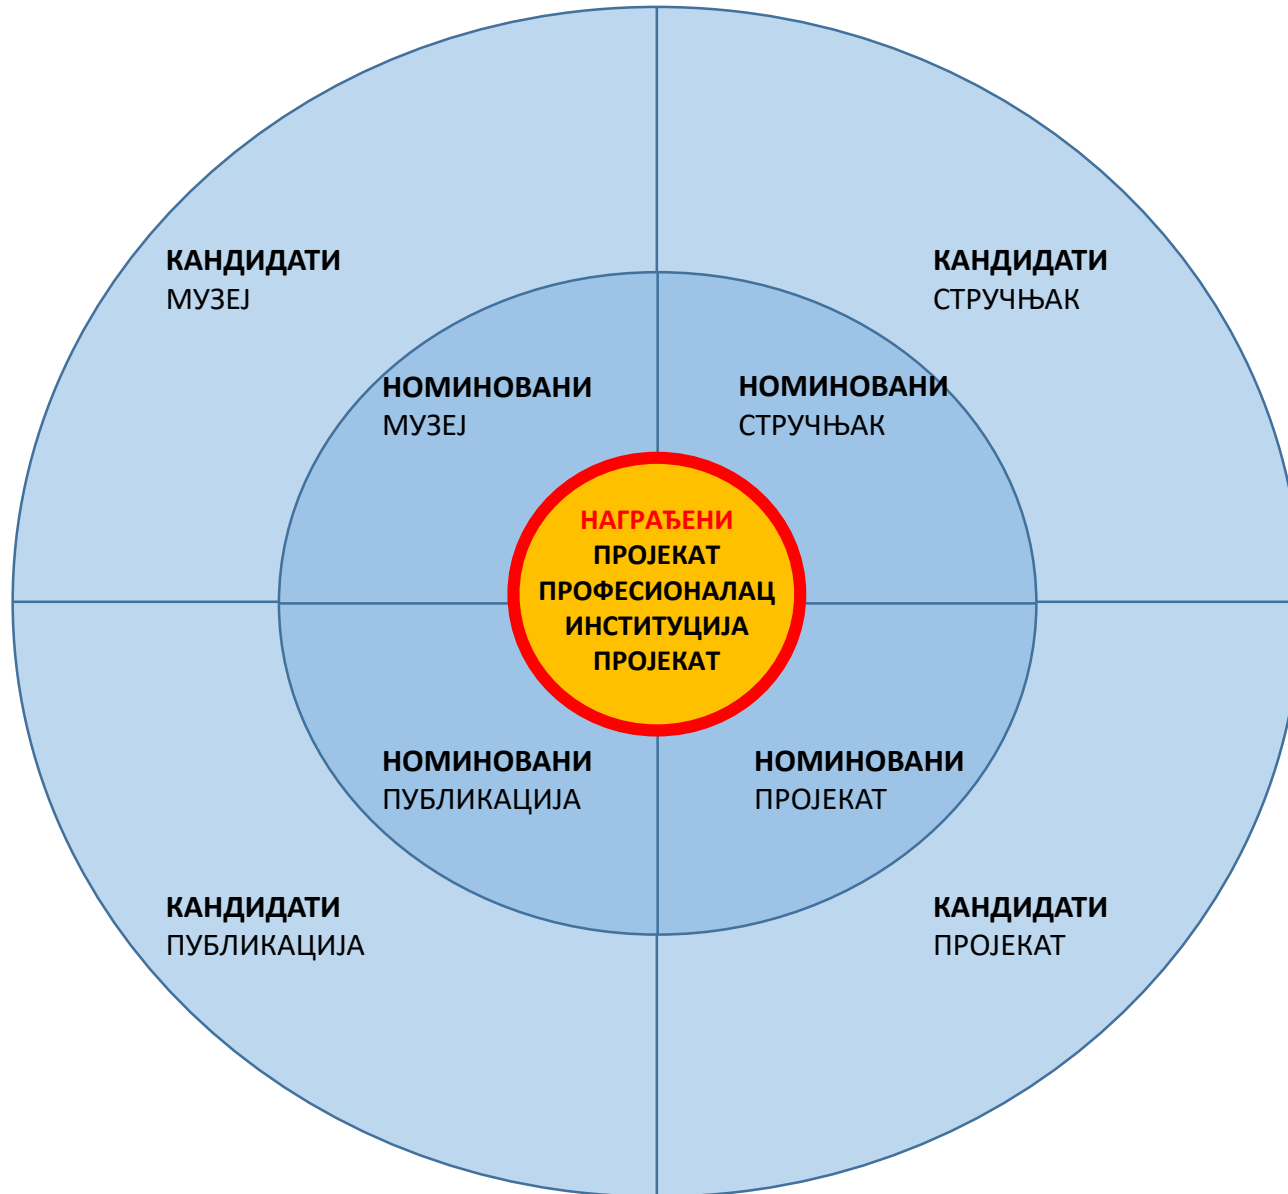 КАНДИДАТИ
МУЗЕЈ
КАНДИДАТИ
СТРУЧЊАК
НОМИНОВАНИ
МУЗЕЈ
НОМИНОВАНИ
СТРУЧЊАК
НАГРАЂЕНИ
ПРОЈЕКАТ
ПРОФЕСИОНАЛАЦ
ИНСТИТУЦИЈА
ПРОЈЕКАТ
НОМИНОВАНИ
ПУБЛИКАЦИЈА
НОМИНОВАНИ
ПРОЈЕКАТ
КАНДИДАТИ
ПУБЛИКАЦИЈА
КАНДИДАТИ
ПРОЈЕКАТ